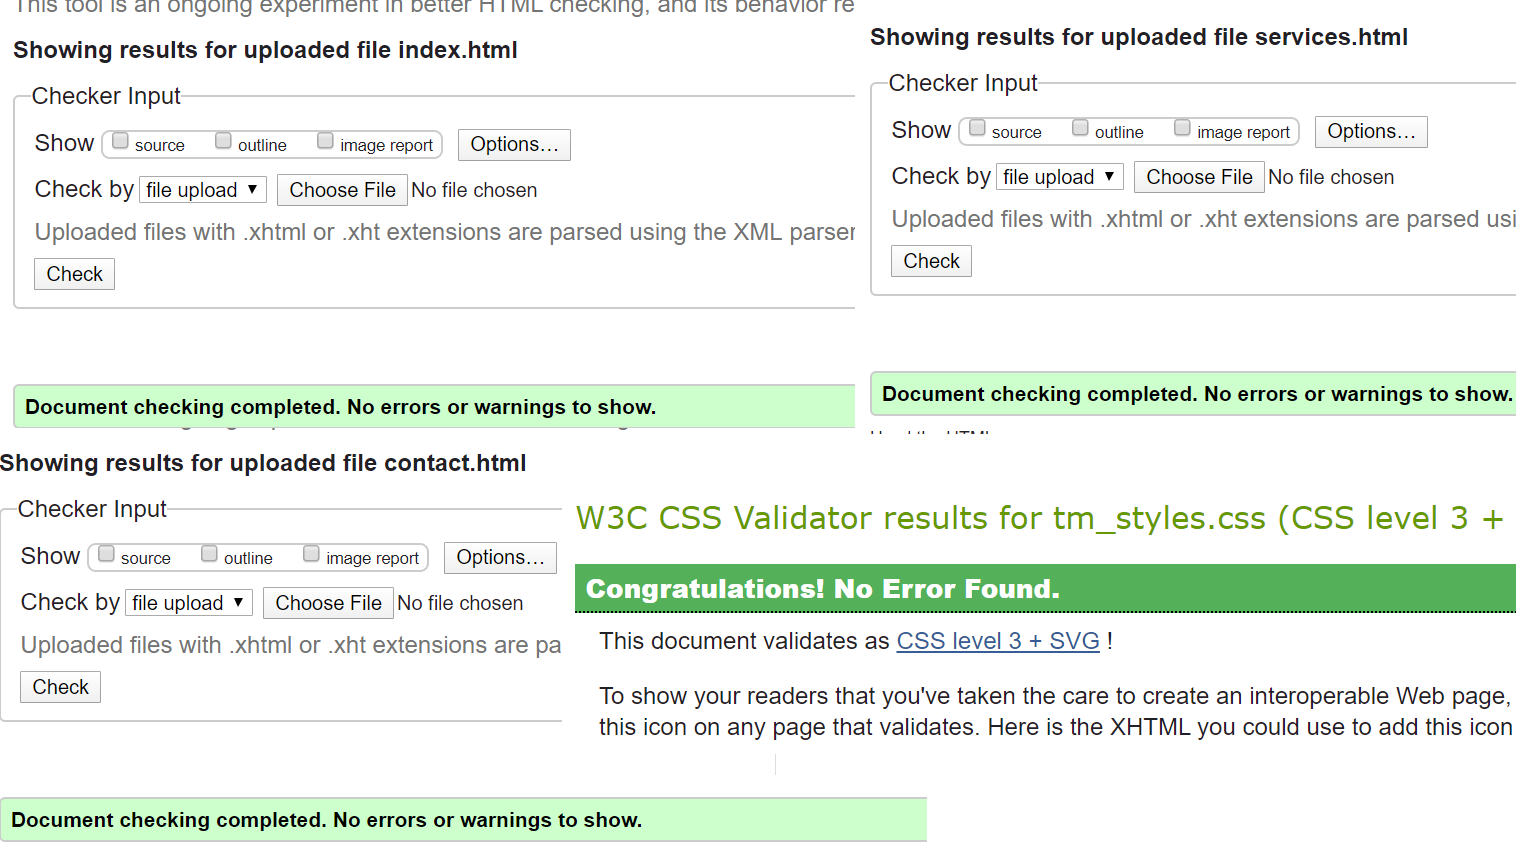 This tool is an ongoing experiment in better HTML checking, and its behavior re
Showing results for uploaded file index.html
Checker Input
Show source outline image report Options...
Check by file upload ▼ Choose File No file chosen
Uploaded files with .xhtml or .xht extensions are parsed using the XML parser
Check
Document checking completed. No errors or warnings to show.
Showing results for uploaded file services.html
Checker Input
Show source outline image report Options...
Check by file upload ▼ Choose File No file chosen
Uploaded files with .xhtml or .xht extensions are parsed usi
Check
Document checking completed. No errors or warnings to show.
Showing results for uploaded file contact.html
Checker Input
Show source outline image report Options...
Check by file upload ▼ Choose File No file chosen
Uploaded files with .xhtml or .xht extensions are pa
Check
Document checking completed. No errors or warnings to show.
W3C CSS Validator results for tm_styles.css (CSS level 3 +
Congratulations! No Error Found.
This document validates as CSS level 3 + SVG !
To show your readers that you've taken the care to create an interoperable Web page,
this icon on any page that validates. Here is the XHTML you could use to add this icon